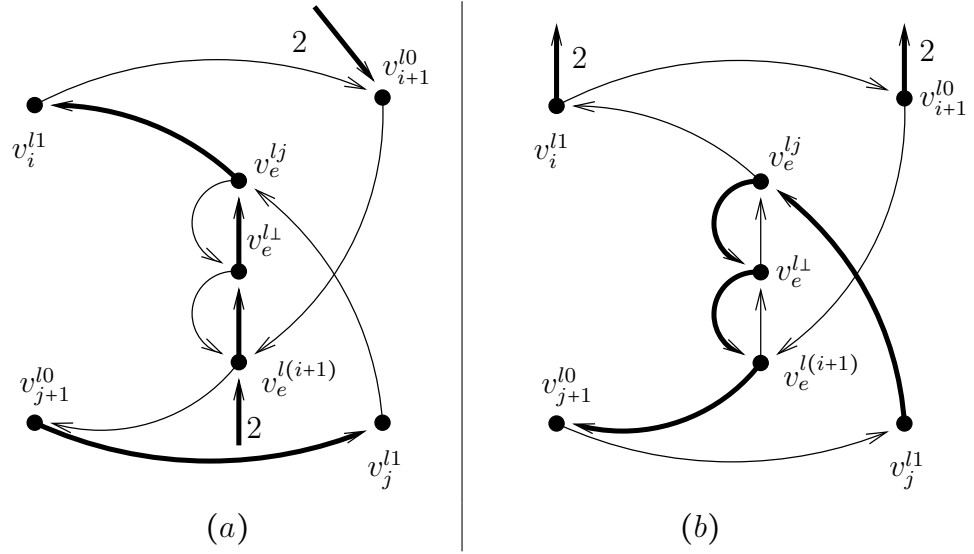 2
v_{i+1}^{l0}
v_i^{l1}
v_e^{lj}
v_e^{l⊥}
v_e^{l(i+1)}
v_{j+1}^{l0}
2
v_j^{l1}
(a)
2
2
v_{i+1}^{l0}
v_i^{l1}
v_e^{lj}
v_e^{l⊥}
v_e^{l(i+1)}
v_{j+1}^{l0}
v_j^{l1}
(b)